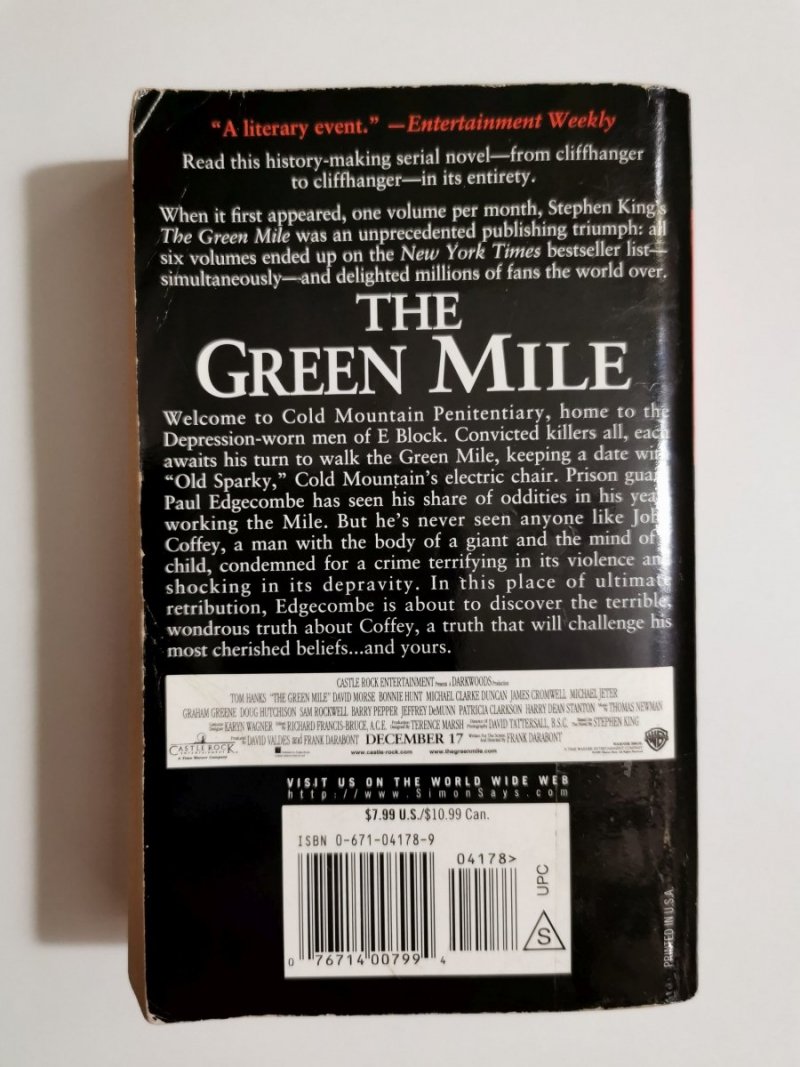 “A literary event.” —Entertainment Weekly
Read this history-making serial novel—from cliffhanger
to cliffhanger—in its entirety.
When it first appeared, one volume per month, Stephen King's
The Green Mile was an unprecedented publishing triumph: all
six volumes ended up on the New York Times bestseller list—
simultaneously—and delighted millions of fans the world over.
THE
GREEN MILE
Welcome to Cold Mountain Penitentiary, home to the
Depression-worn men of E Block. Convicted killers all, each
awaits his turn to walk the Green Mile, keeping a date with
“Old Sparky,” Cold Mountain's electric chair. Prison gua
Paul Edgecombe has seen his share of oddities in his yea
working the Mile. But he's never seen anyone like Joh
Coffey, a man with the body of a giant and the mind of
child, condemned for a crime terrifying in its violence an
shocking in its depravity. In this place of ultimate
retribution, Edgecombe is about to discover the terrible,
wondrous truth about Coffey, a truth that will challenge his
most cherished beliefs...and yours.
CASTLE ROCK ENTERTAINMENT DARKWOODS
TOM HANKS "THE GREEN MILE" DAVID MORSE BONNIE HUNT MICHAEL CLARKE DUNCAN JAMES CROMWELL MICHAEL JETER
GRAHAM GREENE DOUG HUTCHISON SAM ROCKWELL BARRY PEPPER JEFFREY DeMUNN PATRICIA CLARKSON HARRY DEAN STANTON THOMAS NEWMAN
KARYN WAGNER RICHARD FRANCIS-BRUCE, A.C.E. TERENCE MARSH DAVID TATTERSALL, B.S.C. STEPHEN KING
DAVID VALDES and FRANK DARABONT DECEMBER 17 FRANK DARABONT
CASTLE ROCK
www.castle-rock.com www.thegreenmile.com
VISIT US ON THE WORLD WIDE WEB
http://www.SimonSays.com
$7.99 U.S./$10.99 Can.
ISBN 0-671-04178-9
04178>
UPC
S
0 76714 00799 4
PRINTED IN U.S.A.